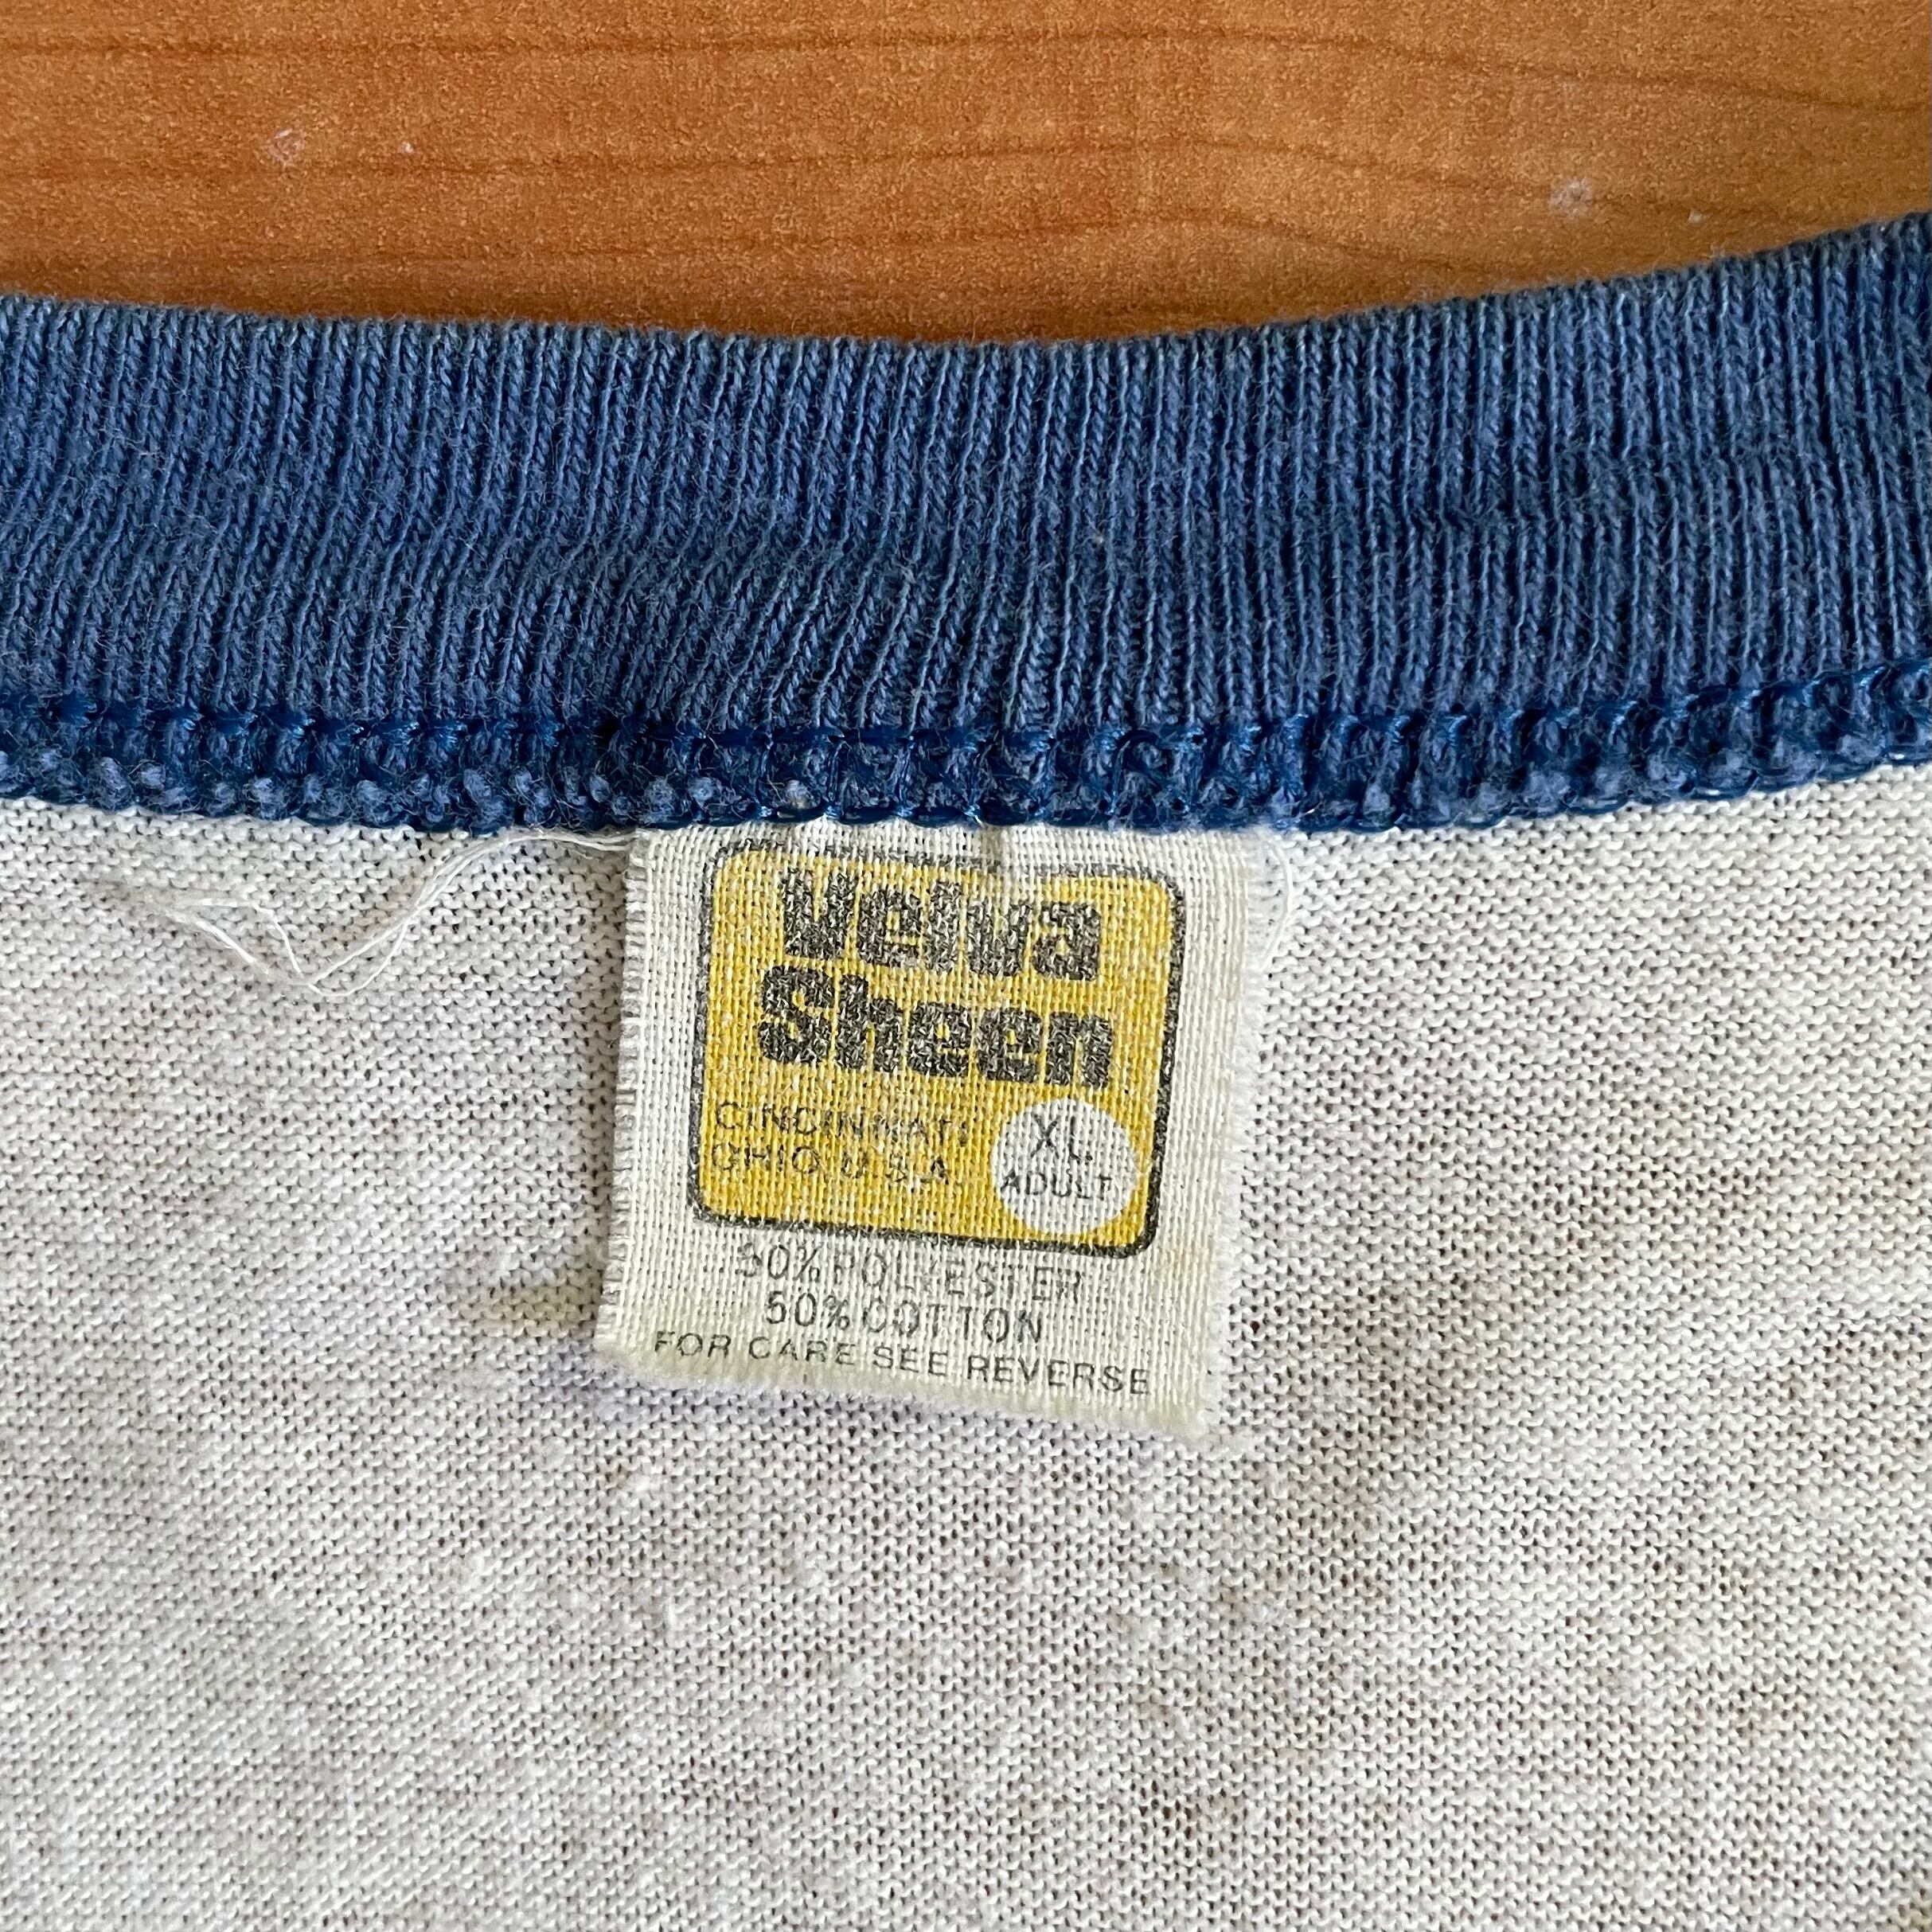 Velva
Sheen
CINCINNATI
OHIO U.S.A.
XL
ADULT
50% POLYESTER
50% COTTON
FOR CARE SEE REVERSE